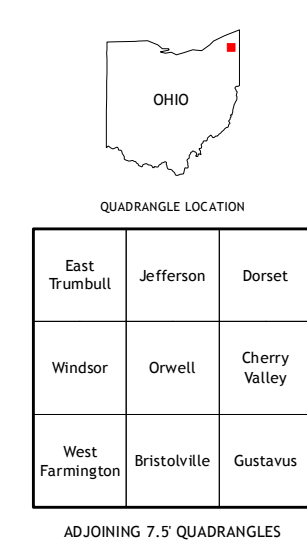 OHIO
QUADRANGLE LOCATION
East
Trumbull
Jefferson
Dorset
Windsor
Orwell
Cherry
Valley
West
Farmington
Bristolville
Gustavus
ADJOINING 7.5' QUADRANGLES